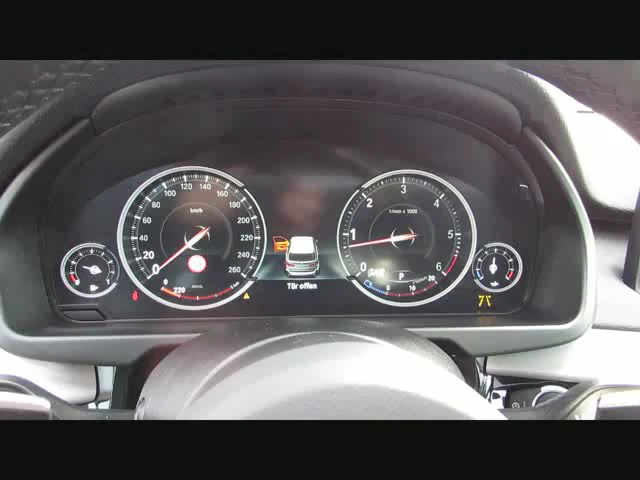 120 140
100 160
80 km/h 180
60 200
40 220
20 240
0 260
220
3
2 4
1/min x 1000
1 5
0 6
P
0 10 20
Tür offen